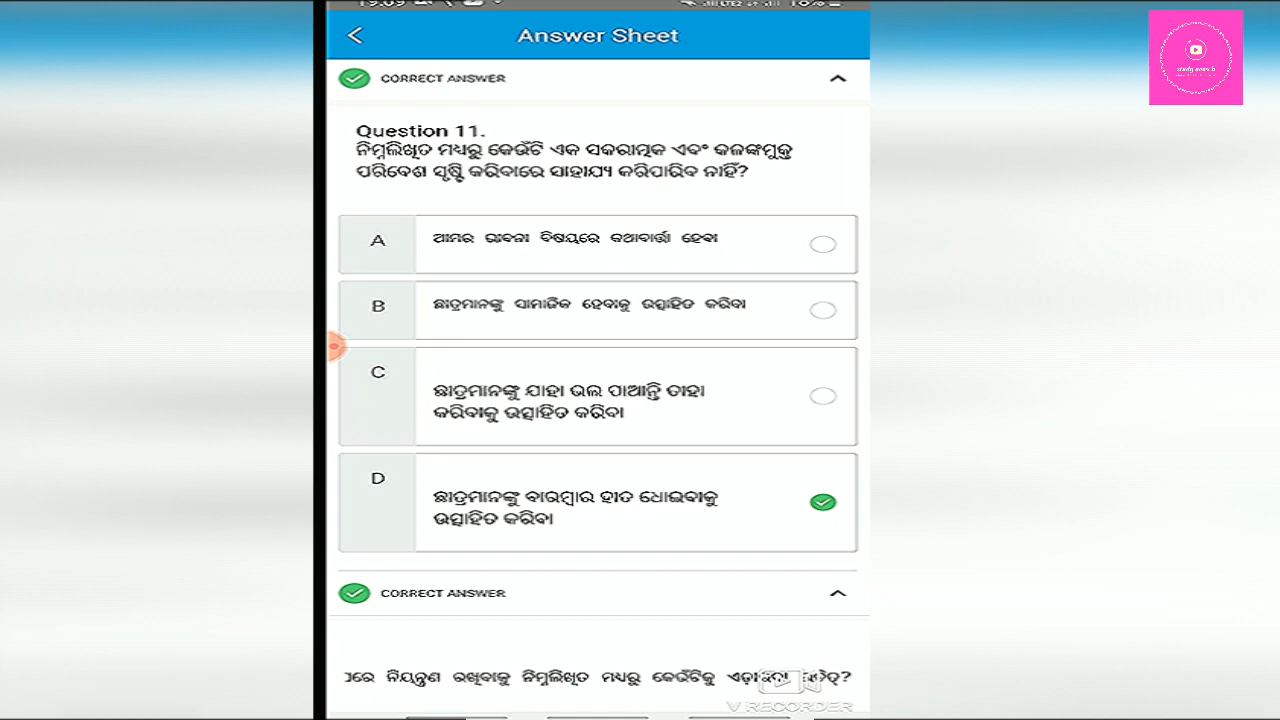 Answer Sheet
CORRECT ANSWER
Question 11.
ନିମ୍ନଲିଖିତ ମଧ୍ୟରୁ କେଉଁଟି ଏକ ସକରାତ୍ମକ ଏବଂ କଳଙ୍କମୁକ୍ତ
ପରିବେଶ ସୃଷ୍ଟି କରିବାରେ ସାହାଯ୍ୟ କରିପାରିବ ନାହିଁ?
A
ଆମର ଭାବନା ବିଷୟରେ କଥାବାର୍ତ୍ତା ହେବା
B
ଛାତ୍ରମାନଙ୍କୁ ସାମାଜିକ ହେବାକୁ ଉତ୍ସାହିତ କରିବା
C
ଛାତ୍ରମାନଙ୍କୁ ଯାହା ଭଲ ପାଆନ୍ତି ତାହା
କରିବାକୁ ଉତ୍ସାହିତ କରିବା
D
ଛାତ୍ରମାନଙ୍କୁ ବାରମ୍ବାର ହାତ ଧୋଇବାକୁ
ଉତ୍ସାହିତ କରିବା
CORRECT ANSWER
ନିୟନ୍ତ୍ରଣ ରଖିବାକୁ ନିମ୍ନଲିଖିତ ମଧ୍ୟରୁ କେଉଁଟିକୁ
V RECORDER